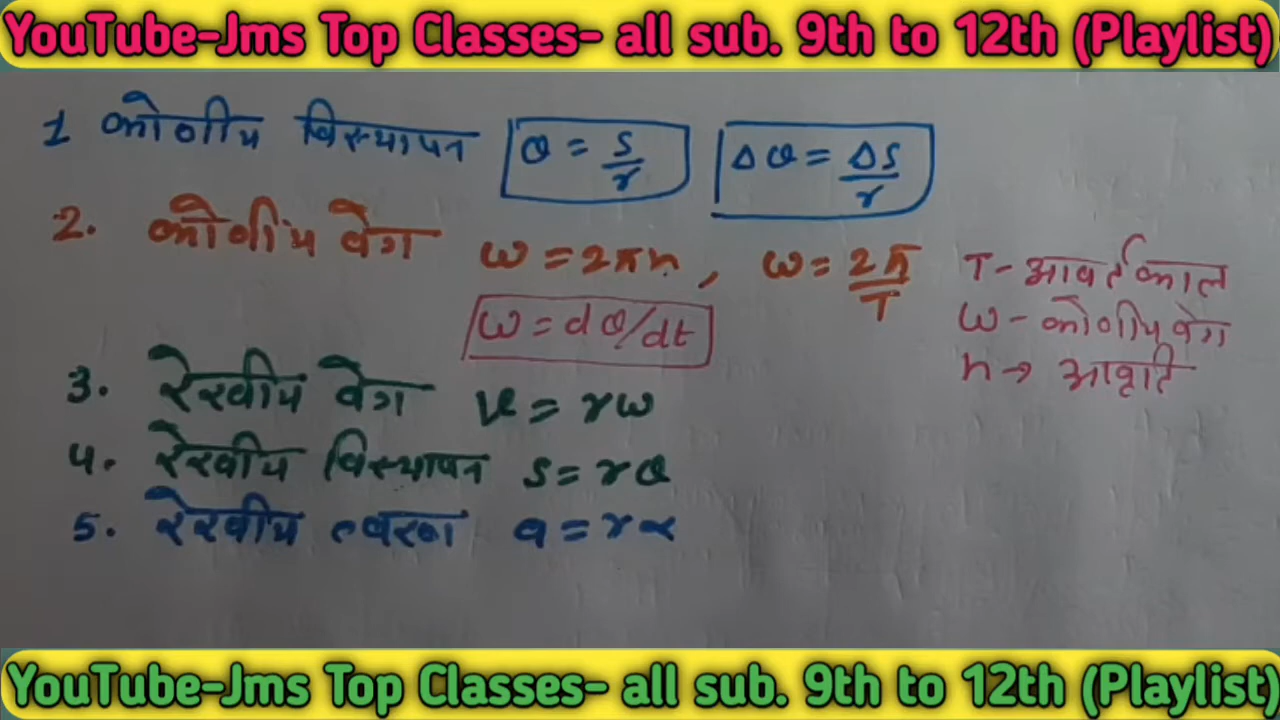 YouTube-Jms Top Classes- all sub. 9th to 12th (Playlist)
1 कोणीय विस्थापन θ = s/r Δθ = Δs/r
2. कोणीय वेग ω = 2πn, ω = 2π/T
T - आवर्तकाल
ω = dθ/dt
ω - कोणीय वेग
n → आवृति
3. रेखीय वेग v = rω
4. रेखीय विस्थापन s = rθ
5. रेखीय त्वरण a = rα
YouTube-Jms Top Classes- all sub. 9th to 12th (Playlist)